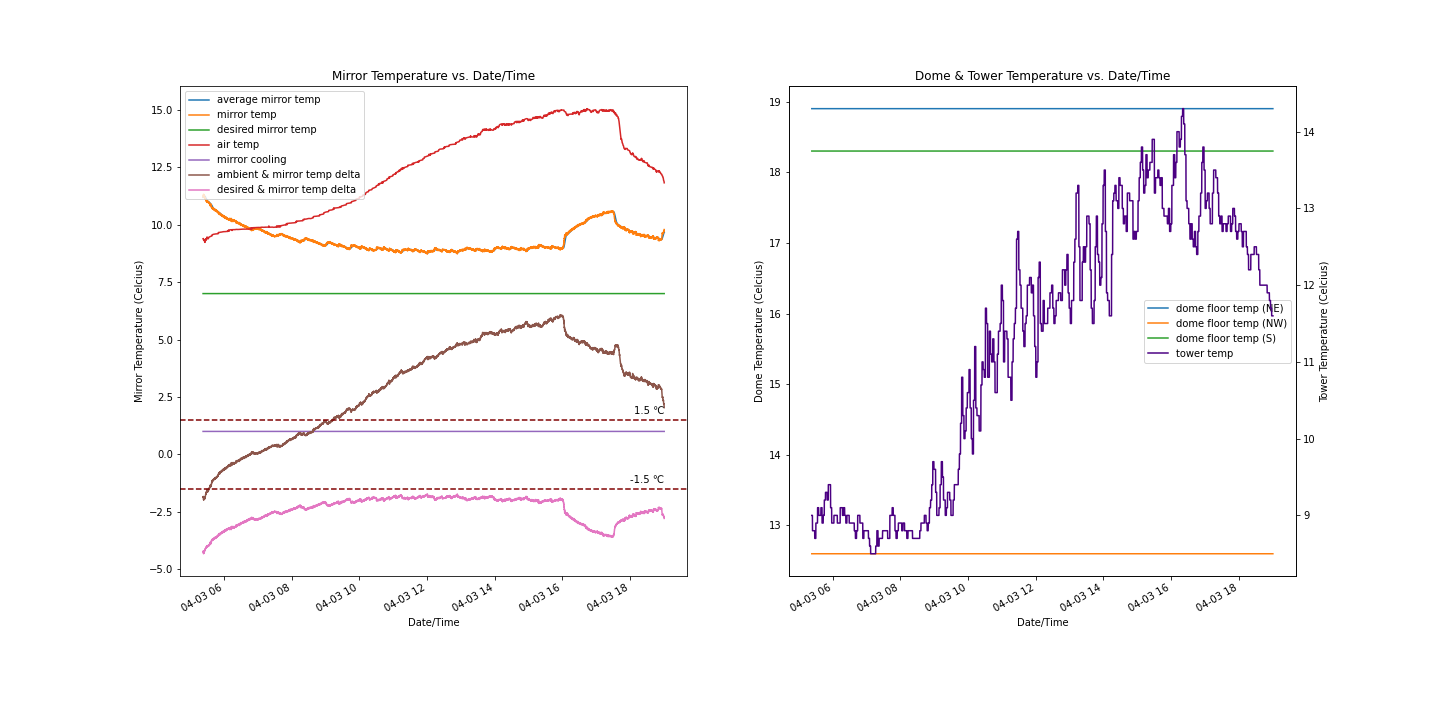 Mirror Temperature vs. Date/Time
Mirror Temperature (Celcius)
15.0
12.5
10.0
7.5
5.0
2.5
0.0
−2.5
−5.0
average mirror temp
mirror temp
desired mirror temp
air temp
mirror cooling
ambient & mirror temp delta
desired & mirror temp delta
1.5 ℃
-1.5 ℃
04-03 06
04-03 08
04-03 10
04-03 12
04-03 14
04-03 16
04-03 18
Date/Time
Dome & Tower Temperature vs. Date/Time
Dome Temperature (Celcius)
19
18
17
16
15
14
13
dome floor temp (NE)
dome floor temp (NW)
dome floor temp (S)
tower temp
14
13
12
11
10
9
Tower Temperature (Celcius)
04-03 06
04-03 08
04-03 10
04-03 12
04-03 14
04-03 16
04-03 18
Date/Time